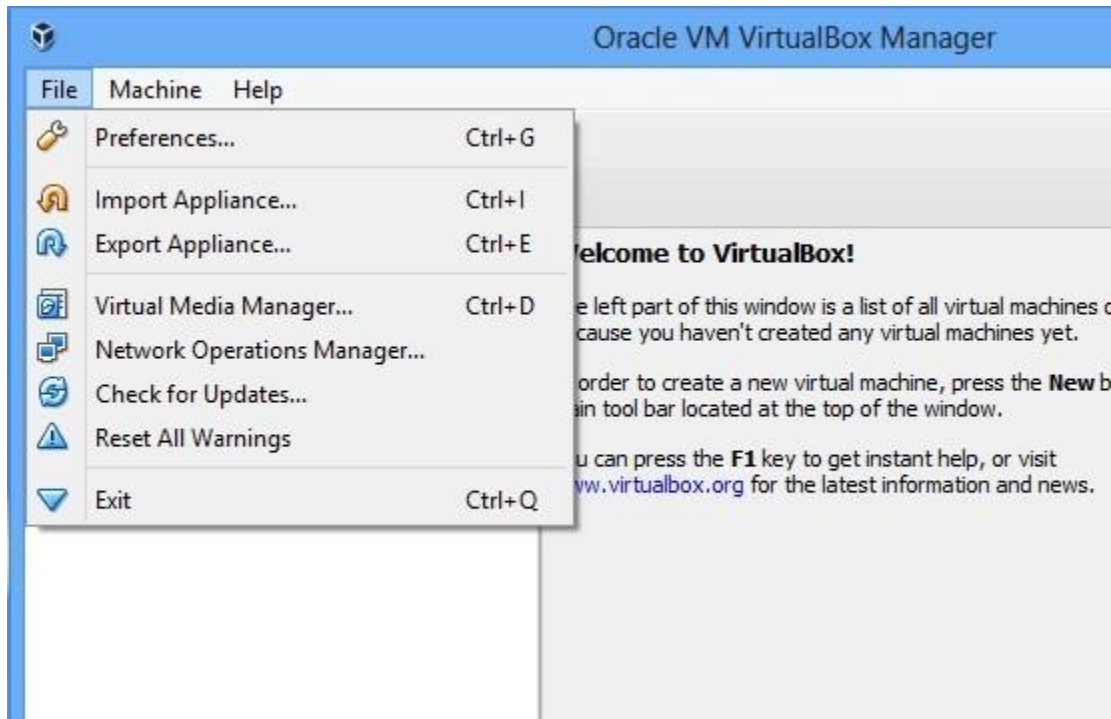 Oracle VM VirtualBox Manager
File Machine Help
Preferences... Ctrl+G
Import Appliance... Ctrl+I
Export Appliance... Ctrl+E
Virtual Media Manager... Ctrl+D
Network Operations Manager...
Check for Updates...
Reset All Warnings
Exit Ctrl+Q
elcome to VirtualBox!
e left part of this window is a list of all virtual machines
cause you haven't created any virtual machines yet.
order to create a new virtual machine, press the New b
ain tool bar located at the top of the window.
u can press the F1 key to get instant help, or visit
ww.virtualbox.org for the latest information and news.